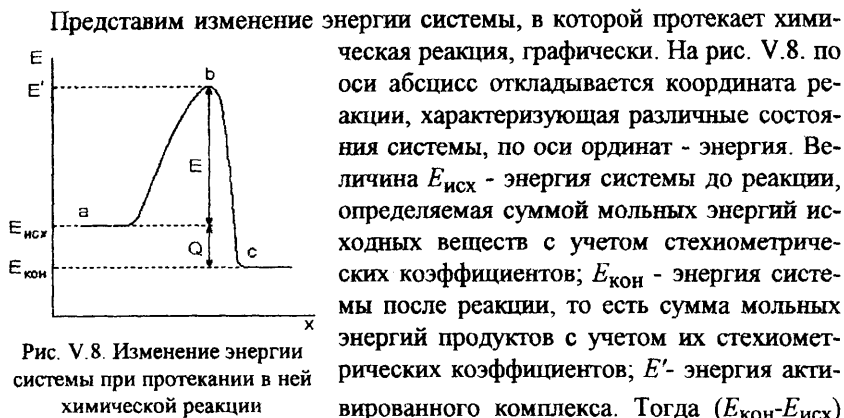 Представим изменение энергии системы, в которой протекает хими-
ческая реакция, графически. На рис. V.8. по
оси абсцисс откладывается координата ре-
акции, характеризующая различные состоя-
ния системы, по оси ординат - энергия. Ве-
личина Eисх - энергия системы до реакции,
определяемая суммой мольных энергий ис-
ходных веществ с учетом стехиометриче-
ских коэффициентов; Eкон - энергия систе-
мы после реакции, то есть сумма мольных
энергий продуктов с учетом их стехиомет-
рических коэффициентов; E'- энергия акти-
вированного комплекса. Тогда (Eкон-Eисх)
E
E'
b
E
a
Eисх
Q
c
Eкон
x
Рис. V.8. Изменение энергии
системы при протекании в ней
химической реакции